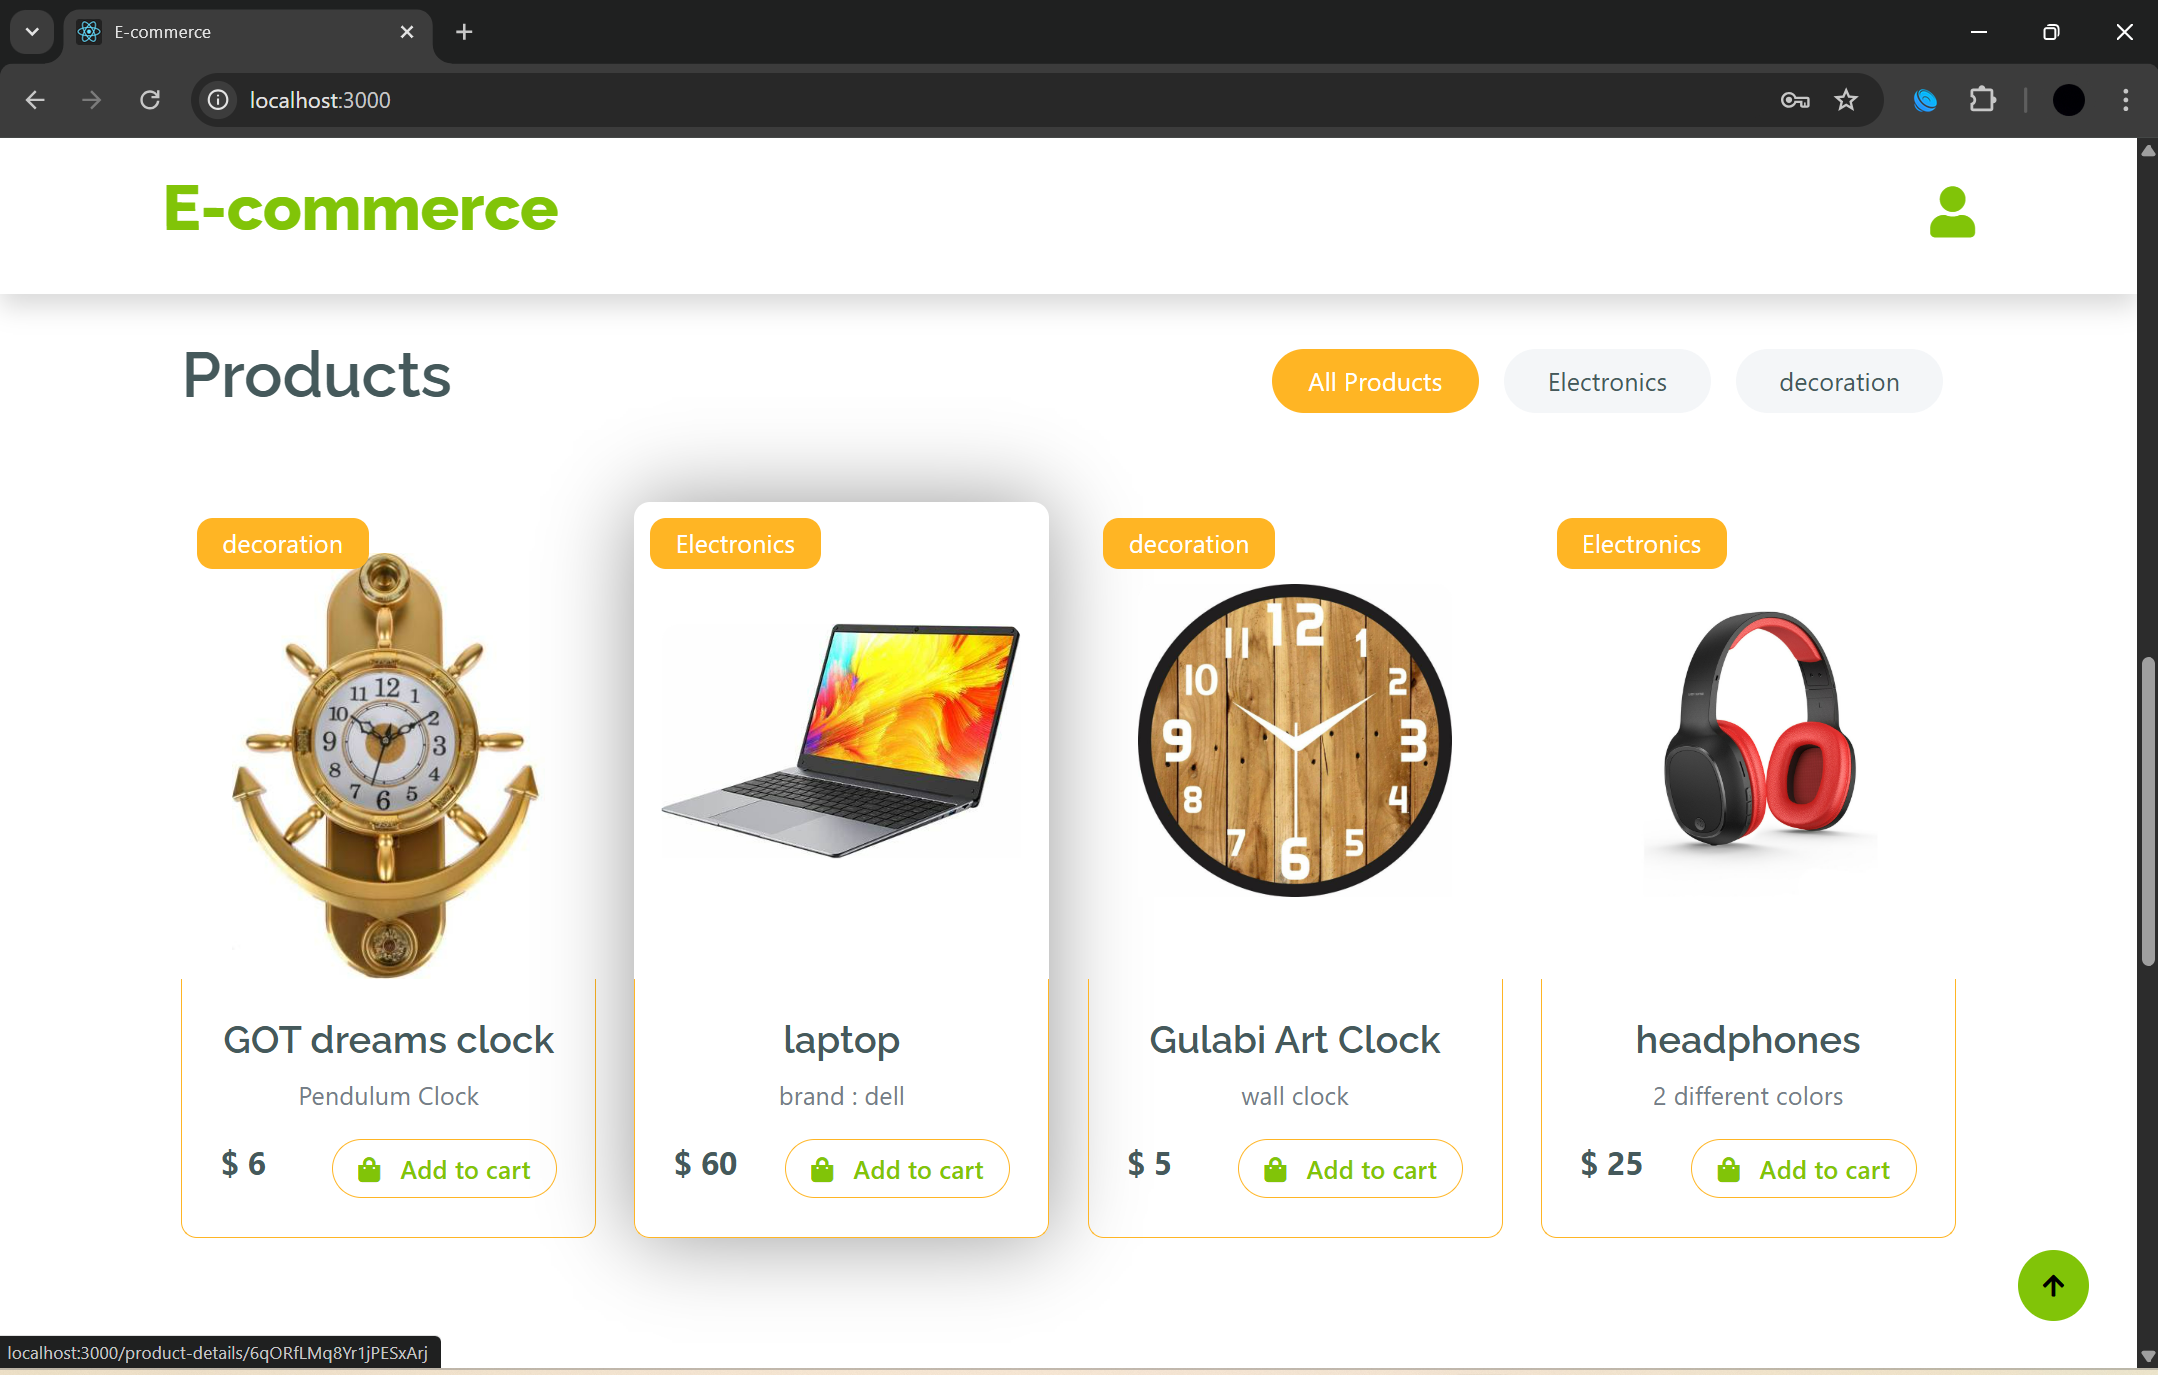 E-commerce
localhost:3000
E-commerce
Products
All Products
Electronics
decoration
decoration
Electronics
decoration
Electronics
12
1
2
3
4
5
6
7
8
9
10
11
12
1
2
3
4
5
6
7
8
9
10
11
GOT dreams clock
laptop
Gulabi Art Clock
headphones
Pendulum Clock
brand : dell
wall clock
2 different colors
$ 6
Add to cart
$ 60
Add to cart
$ 5
Add to cart
$ 25
Add to cart
localhost:3000/product-details/6qORfLMq8Yr1jPESxArj